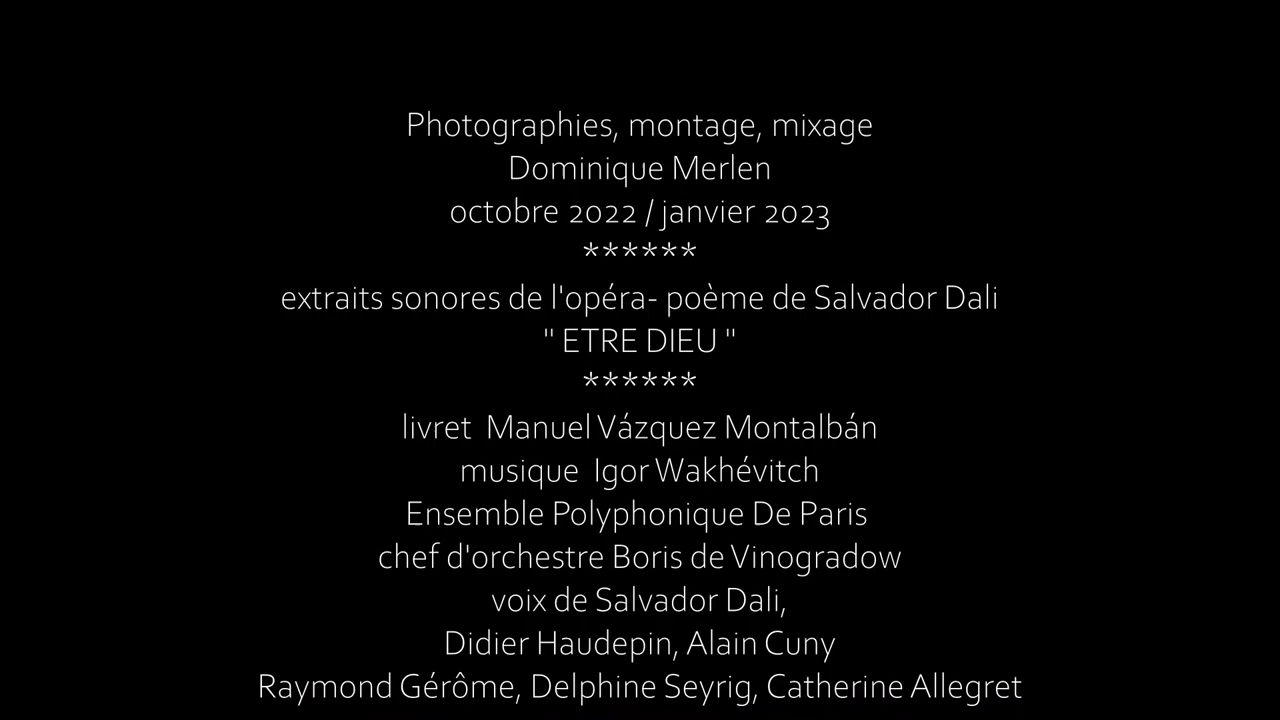 Photographies, montage, mixage
Dominique Merlen
octobre 2022 / janvier 2023
******
extraits sonores de l'opéra- poème de Salvador Dali
" ETRE DIEU "
******
livret  Manuel Vázquez Montalbán
musique  Igor Wakhévitch
Ensemble Polyphonique De Paris
chef d'orchestre Boris de Vinogradow
voix de Salvador Dali,
Didier Haudepin, Alain Cuny
Raymond Gérôme, Delphine Seyrig, Catherine Allegret